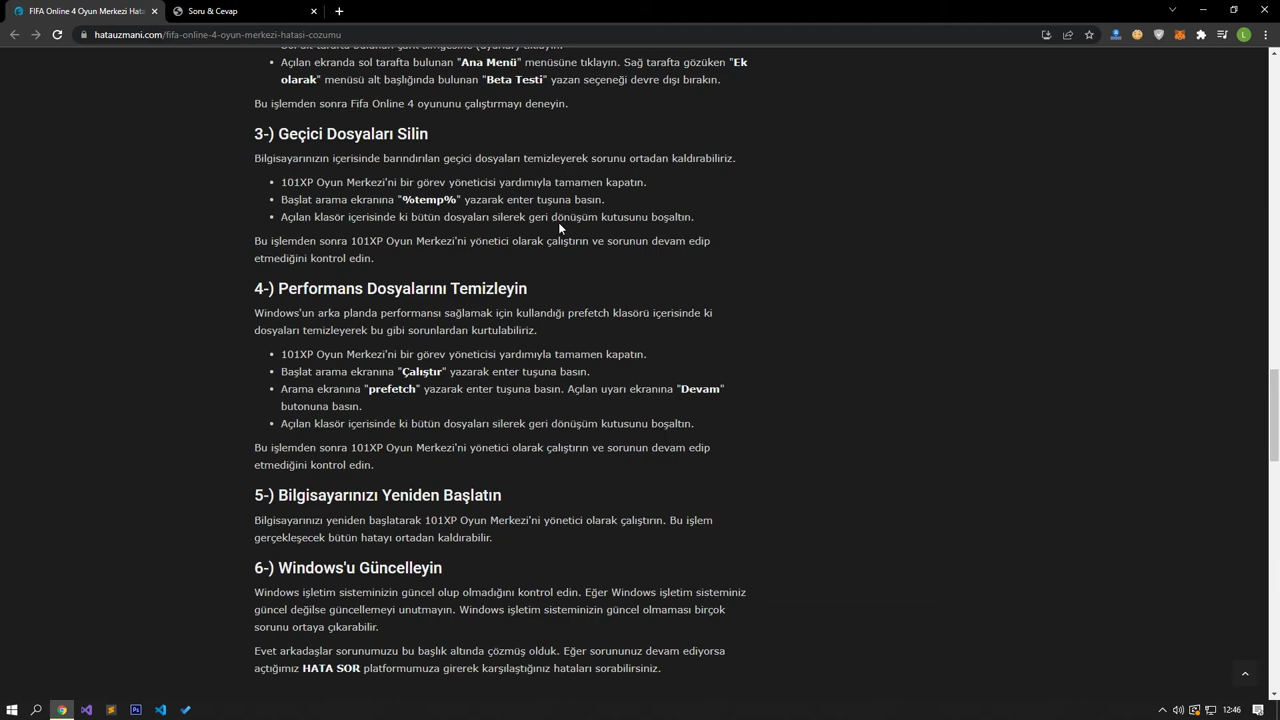 FIFA Online 4 Oyun Merkezi Hata
Soru & Cevap
hatauzmani.com/fifa-online-4-oyun-merkezi-hatasi-cozumu
L
Sol alt tarafta bulunan çark simgesine (ayarlar) tıklayın.
Açılan ekranda sol tarafta bulunan "Ana Menü" menüsüne tıklayın. Sağ tarafta gözüken "Ek
olarak" menüsü alt başlığında bulunan "Beta Testi" yazan seçeneği devre dışı bırakın.
Bu işlemden sonra Fifa Online 4 oyununu çalıştırmayı deneyin.
3-) Geçici Dosyaları Silin
Bilgisayarınızın içerisinde barındırılan geçici dosyaları temizleyerek sorunu ortadan kaldırabiliriz.
101XP Oyun Merkezi'ni bir görev yöneticisi yardımıyla tamamen kapatın.
Başlat arama ekranına "%temp%" yazarak enter tuşuna basın.
Açılan klasör içerisinde ki bütün dosyaları silerek geri dönüşüm kutusunu boşaltın.
Bu işlemden sonra 101XP Oyun Merkezi'ni yönetici olarak çalıştırın ve sorunun devam edip
etmediğini kontrol edin.
4-) Performans Dosyalarını Temizleyin
Windows'un arka planda performansı sağlamak için kullandığı prefetch klasörü içerisinde ki
dosyaları temizleyerek bu gibi sorunlardan kurtulabiliriz.
101XP Oyun Merkezi'ni bir görev yöneticisi yardımıyla tamamen kapatın.
Başlat arama ekranına "Çalıştır" yazarak enter tuşuna basın.
Arama ekranına "prefetch" yazarak enter tuşuna basın. Açılan uyarı ekranına "Devam"
butonuna basın.
Açılan klasör içerisinde ki bütün dosyaları silerek geri dönüşüm kutusunu boşaltın.
Bu işlemden sonra 101XP Oyun Merkezi'ni yönetici olarak çalıştırın ve sorunun devam edip
etmediğini kontrol edin.
5-) Bilgisayarınızı Yeniden Başlatın
Bilgisayarınızı yeniden başlatarak 101XP Oyun Merkezi'ni yönetici olarak çalıştırın. Bu işlem
gerçekleşecek bütün hatayı ortadan kaldırabilir.
6-) Windows'u Güncelleyin
Windows işletim sisteminizin güncel olup olmadığını kontrol edin. Eğer Windows işletim sisteminiz
güncel değilse güncellemeyi unutmayın. Windows işletim sisteminizin güncel olmaması birçok
sorunu ortaya çıkarabilir.
Evet arkadaşlar sorunumuzu bu başlık altında çözmüş olduk. Eğer sorununuz devam ediyorsa
açtığımız HATA SOR platformumuza girerek karşılaştığınız hataları sorabilirsiniz.
Ps
12:46